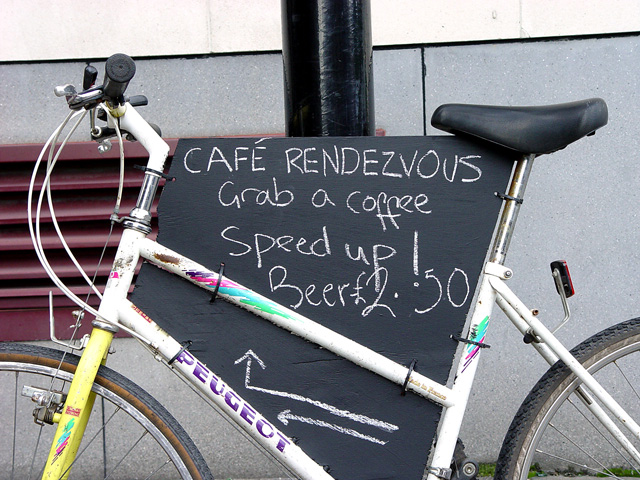 CAFÉ RENDEZVOUS
Grab a coffee
Speed up!
Beer £2.50
PEUGEOT